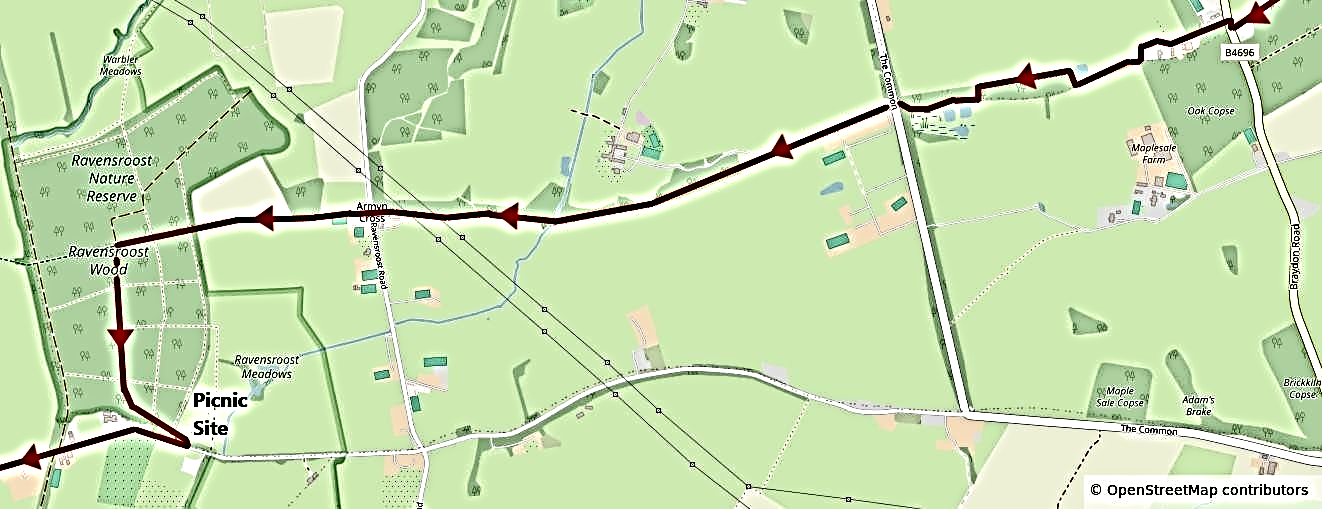 B4696
Warbler
Meadows
The Common
Oak Copse
Maplesale
Farm
Ravensroost
Nature
Reserve
Armyn
Cross
Ravensroost Road
Ravensroost
Wood
Braydon Road
Ravensroost
Meadows
Picnic
Site
Maple
Sale Copse
Adam's
Brake
Brickkiln
Copse
The Common
© OpenStreetMap contributors